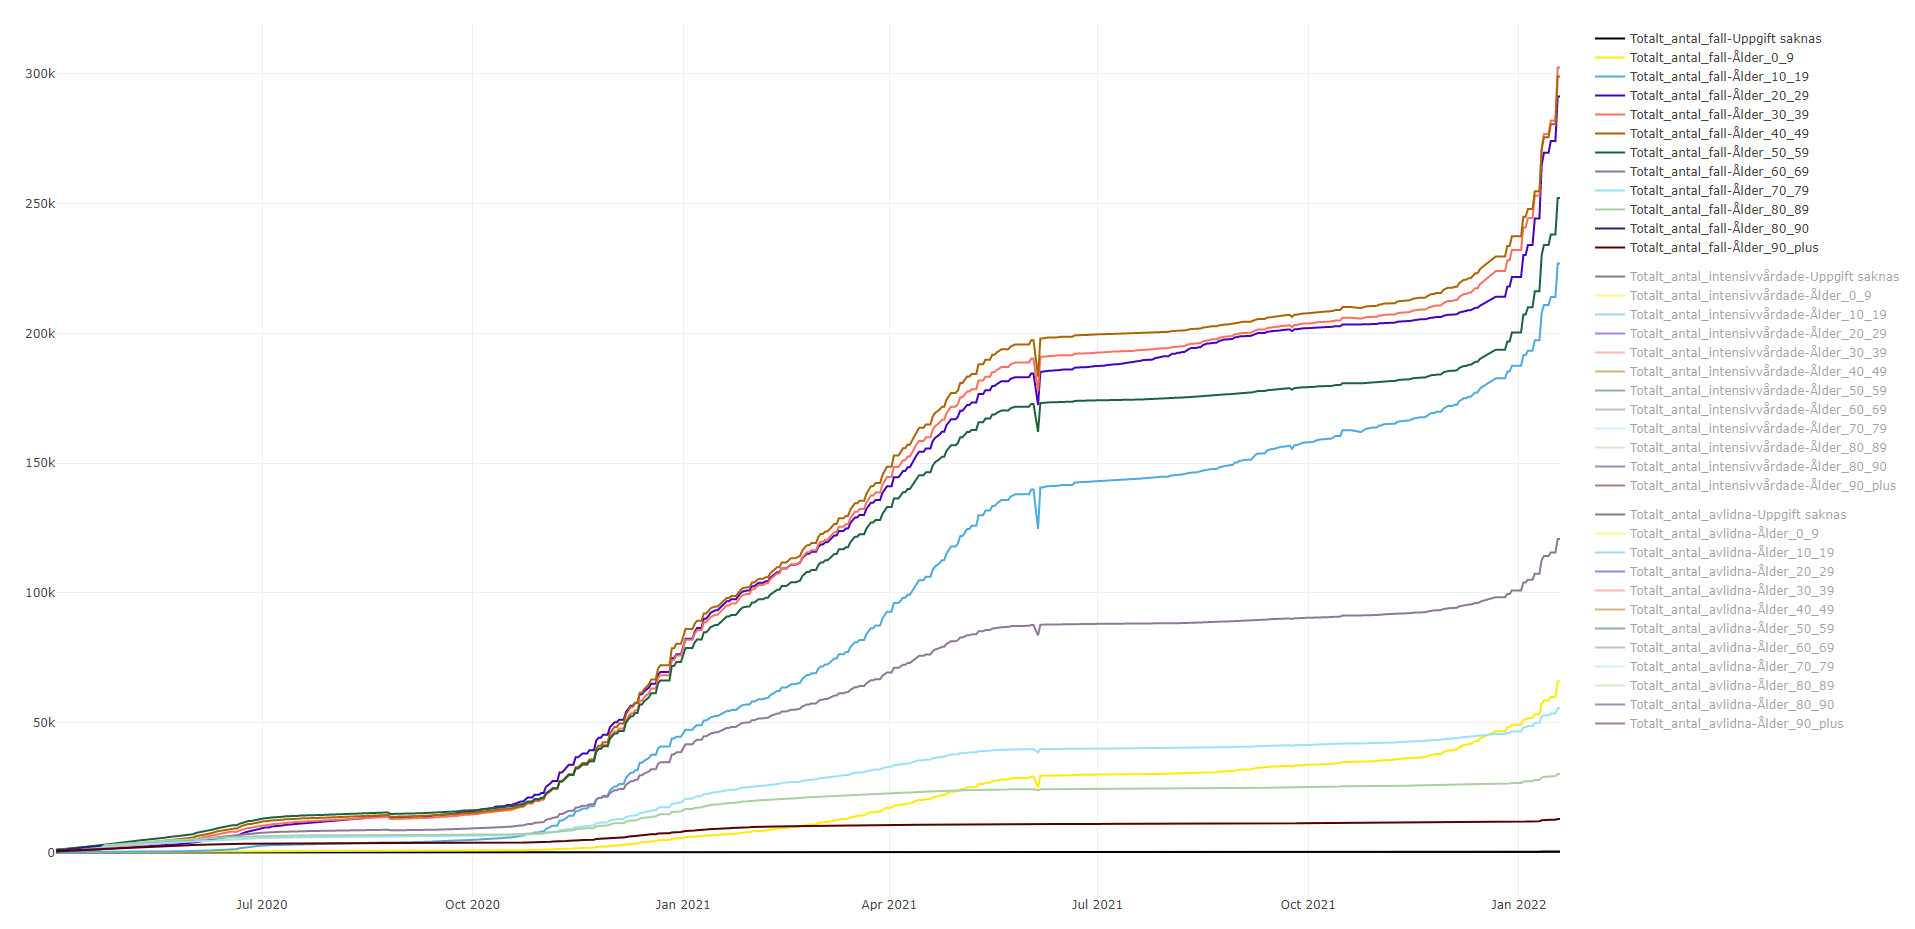 300k
250k
200k
150k
100k
50k
0
Jul 2020
Oct 2020
Jan 2021
Apr 2021
Jul 2021
Oct 2021
Jan 2022
Totalt_antal_fall-Uppgift saknas
Totalt_antal_fall-Ålder_0_9
Totalt_antal_fall-Ålder_10_19
Totalt_antal_fall-Ålder_20_29
Totalt_antal_fall-Ålder_30_39
Totalt_antal_fall-Ålder_40_49
Totalt_antal_fall-Ålder_50_59
Totalt_antal_fall-Ålder_60_69
Totalt_antal_fall-Ålder_70_79
Totalt_antal_fall-Ålder_80_89
Totalt_antal_fall-Ålder_80_90
Totalt_antal_fall-Ålder_90_plus
Totalt_antal_intensivvårdade-Uppgift saknas
Totalt_antal_intensivvårdade-Ålder_0_9
Totalt_antal_intensivvårdade-Ålder_10_19
Totalt_antal_intensivvårdade-Ålder_20_29
Totalt_antal_intensivvårdade-Ålder_30_39
Totalt_antal_intensivvårdade-Ålder_40_49
Totalt_antal_intensivvårdade-Ålder_50_59
Totalt_antal_intensivvårdade-Ålder_60_69
Totalt_antal_intensivvårdade-Ålder_70_79
Totalt_antal_intensivvårdade-Ålder_80_89
Totalt_antal_intensivvårdade-Ålder_80_90
Totalt_antal_intensivvårdade-Ålder_90_plus
Totalt_antal_avlidna-Uppgift saknas
Totalt_antal_avlidna-Ålder_0_9
Totalt_antal_avlidna-Ålder_10_19
Totalt_antal_avlidna-Ålder_20_29
Totalt_antal_avlidna-Ålder_30_39
Totalt_antal_avlidna-Ålder_40_49
Totalt_antal_avlidna-Ålder_50_59
Totalt_antal_avlidna-Ålder_60_69
Totalt_antal_avlidna-Ålder_70_79
Totalt_antal_avlidna-Ålder_80_89
Totalt_antal_avlidna-Ålder_80_90
Totalt_antal_avlidna-Ålder_90_plus